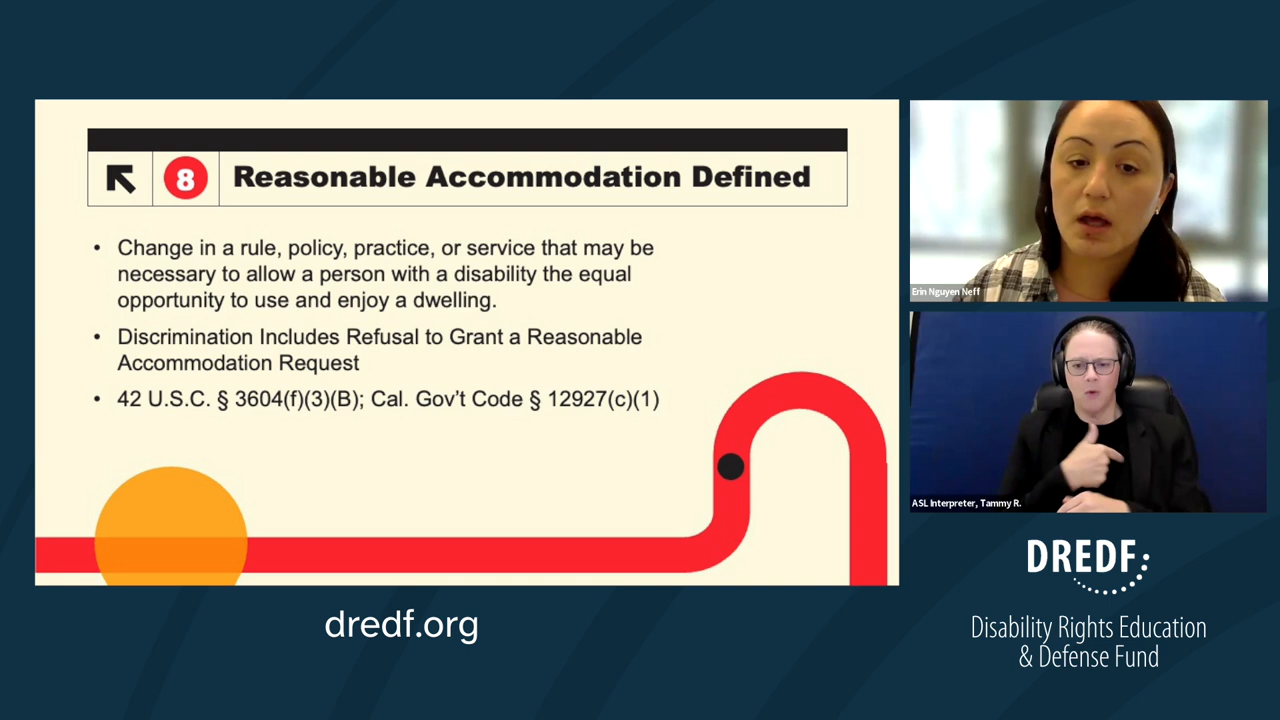 8 Reasonable Accommodation Defined
• Change in a rule, policy, practice, or service that may be
necessary to allow a person with a disability the equal
opportunity to use and enjoy a dwelling.
• Discrimination Includes Refusal to Grant a Reasonable
Accommodation Request
• 42 U.S.C. § 3604(f)(3)(B); Cal. Gov’t Code § 12927(c)(1)
Erin Nguyen Neff
ASL Interpreter, Tammy R.
dredf.org
DREDF
Disability Rights Education
& Defense Fund